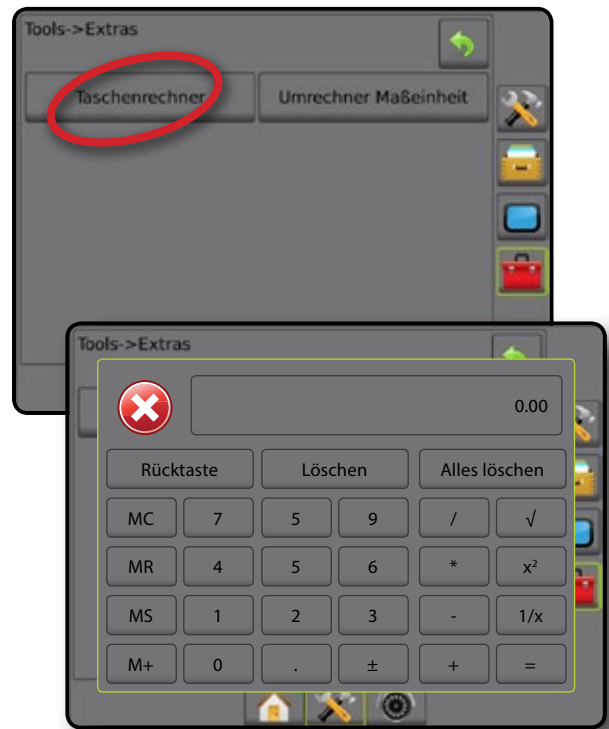 Tools->Extras
Taschenrechner Umrechner Maßeinheit
Tools->Extras
0.00
Rücktaste Löschen Alles löschen
MC 7 5 9 / √
MR 4 5 6 * x²
MS 1 2 3 - 1/x
M+ 0 . ± + =